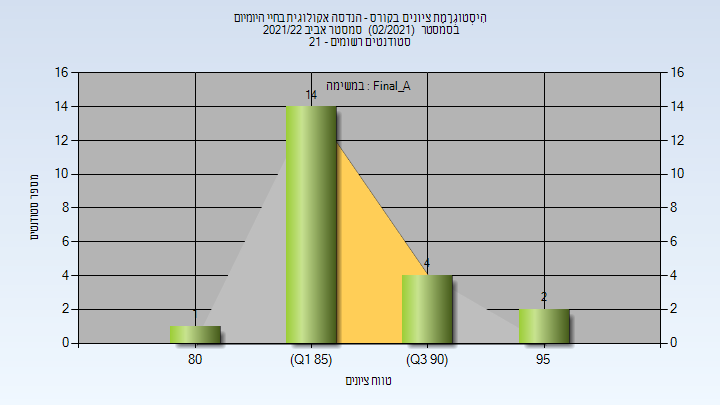 היסטוגרמת ציונים בקורס - הנדסה אקולוגית בחיי היומיום
בסמסטר (02/2021) סמסטר אביב 2021/22
סטודנטים רשומים - 21
במשימה : Final_A
16 16
14 14
12 12
10 10
8 8
6 6
4 4
2 2
0 0
1
14
4
2
מספר סטודנטים
80 (Q1 85) (Q3 90) 95
טווח ציונים